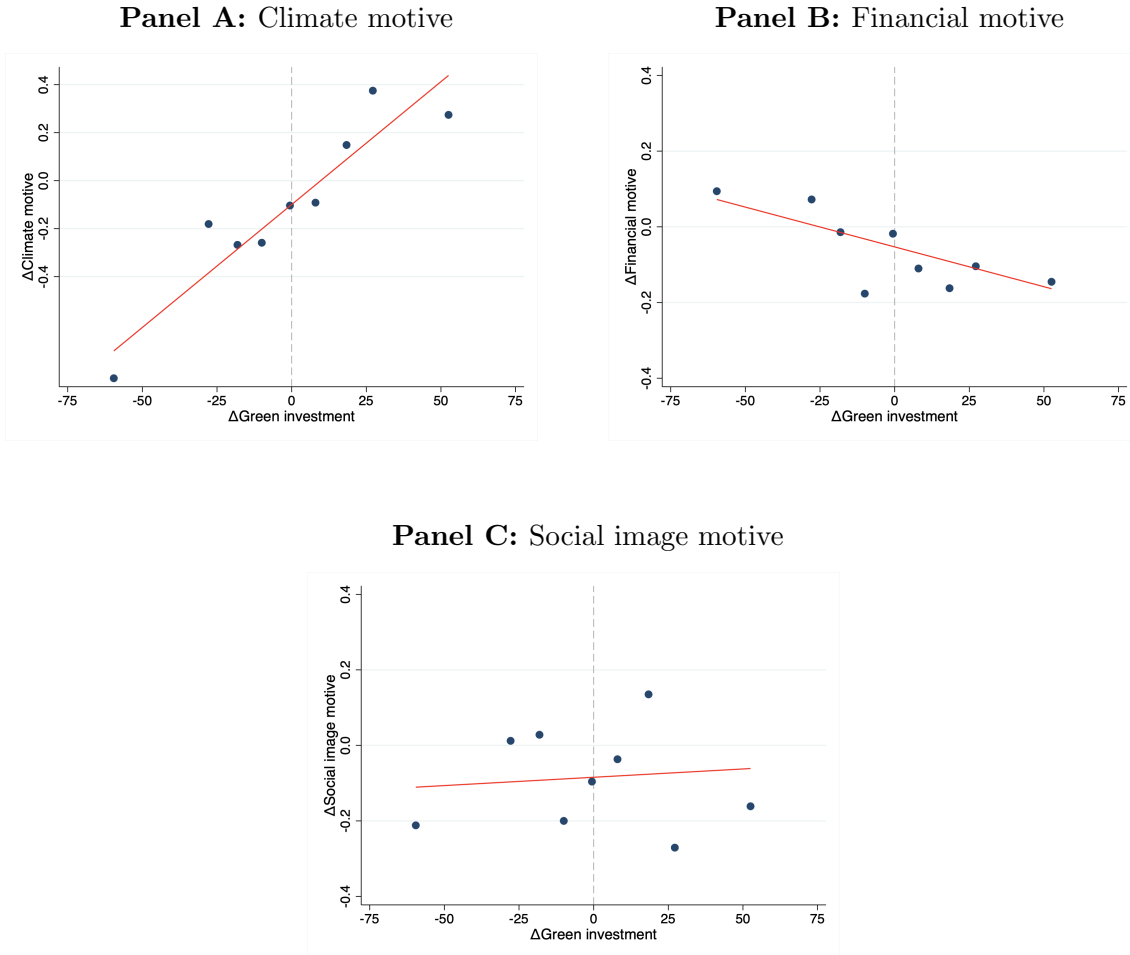 Panel A: Climate motive
ΔClimate motive
0.4
0.2
0.0
-0.2
-0.4
-75 -50 -25 0 25 50 75
ΔGreen investment
Panel B: Financial motive
ΔFinancial motive
0.4
0.2
0.0
-0.2
-0.4
-75 -50 -25 0 25 50 75
ΔGreen investment
Panel C: Social image motive
ΔSocial image motive
0.4
0.2
0.0
-0.2
-0.4
-75 -50 -25 0 25 50 75
ΔGreen investment